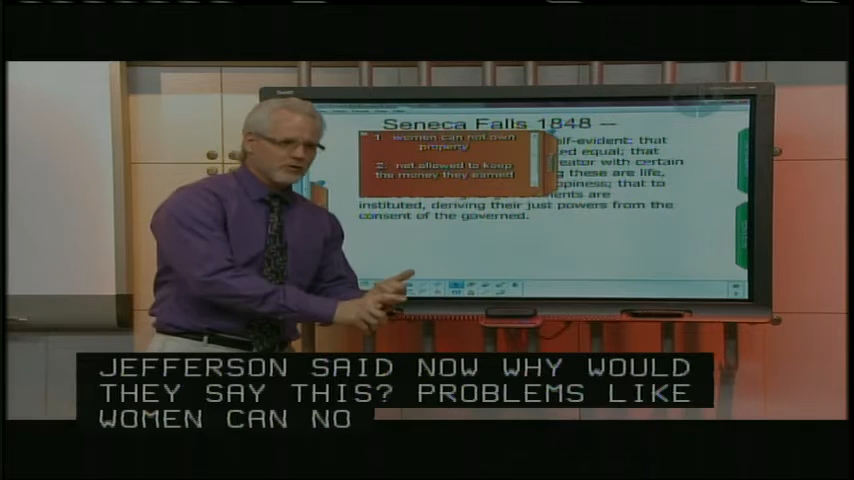 Seneca Falls 1848 --
1. women can not own
property
2. not allowed to keep
the money they earned
lf-evident: that
ed equal; that
eator with certain
g these are life,
ppiness; that to
ents are
instituted, deriving their just powers from the
consent of the governed.
JEFFERSON SAID NOW WHY WOULD
THEY SAY THIS? PROBLEMS LIKE
WOMEN CAN NO